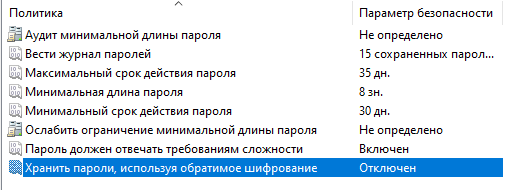 Политика Параметр безопасности
Аудит минимальной длины пароля Не определено
Вести журнал паролей 15 сохраненных парол...
Максимальный срок действия пароля 35 дн.
Минимальная длина пароля 8 зн.
Минимальный срок действия пароля 30 дн.
Ослабить ограничение минимальной длины пароля Не определено
Пароль должен отвечать требованиям сложности Включен
Хранить пароли, используя обратимое шифрование Отключен